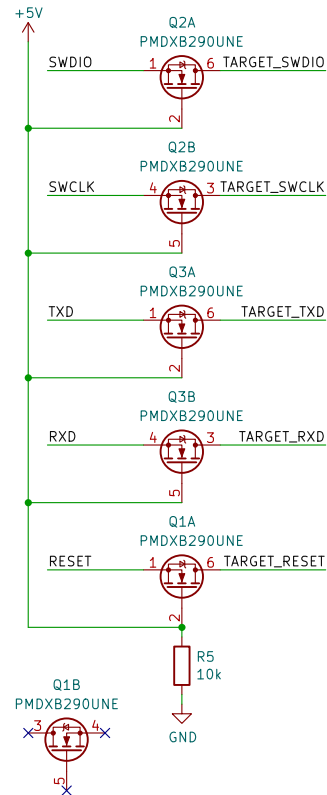 +5V
Q2A
PMDXB290UNE
SWDIO
1
6
TARGET_SWDIO
2
Q2B
PMDXB290UNE
SWCLK
4
3
TARGET_SWCLK
5
Q3A
PMDXB290UNE
TXD
1
6
TARGET_TXD
2
Q3B
PMDXB290UNE
RXD
4
3
TARGET_RXD
5
Q1A
PMDXB290UNE
RESET
1
6
TARGET_RESET
2
R5
10k
GND
Q1B
PMDXB290UNE
3
4
5